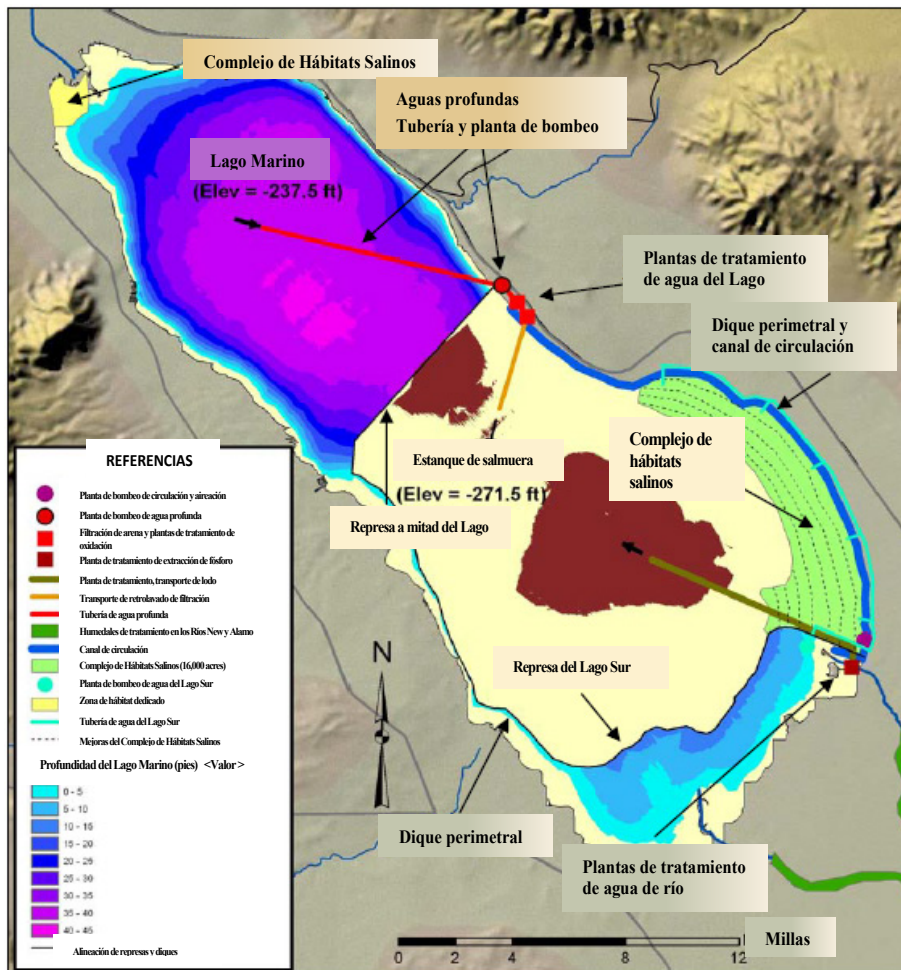 Complejo de Hábitats Salinos
Aguas profundas
Tubería y planta de bombeo
Lago Marino
(Elev = -237.5 ft)
Plantas de tratamiento
de agua del Lago
Dique perimetral y
canal de circulación
Complejo de
hábitats
salinos
Estanque de salmuera
(Elev = -271.5 ft)
Represa a mitad del Lago
N
Represa del Lago Sur
Dique perimetral
Plantas de tratamiento
de agua de río
Millas
0 2 4 8 12
REFERENCIAS
Planta de bombeo de circulación y aireación
Planta de bombeo de agua profunda
Filtración de arena y plantas de tratamiento de
oxidación
Planta de tratamiento de extracción de fósforo
Planta de tratamiento, transporte de lodo
Transporte de retrolavado de filtración
Tubería de agua profunda
Humedales de tratamiento en los Ríos New y Alamo
Canal de circulación
Complejo de Hábitats Salinos (16,000 acres)
Planta de bombeo de agua del Lago Sur
Zona de hábitat dedicado
Tubería de agua del Lago Sur
Mejoras del Complejo de Hábitats Salinos
Profundidad del Lago Marino (pies) <Valor>
0 - 5
5 - 10
10 - 15
15 - 20
20 - 25
25 - 30
30 - 35
35 - 40
40 - 45
Alineación de represas y diques